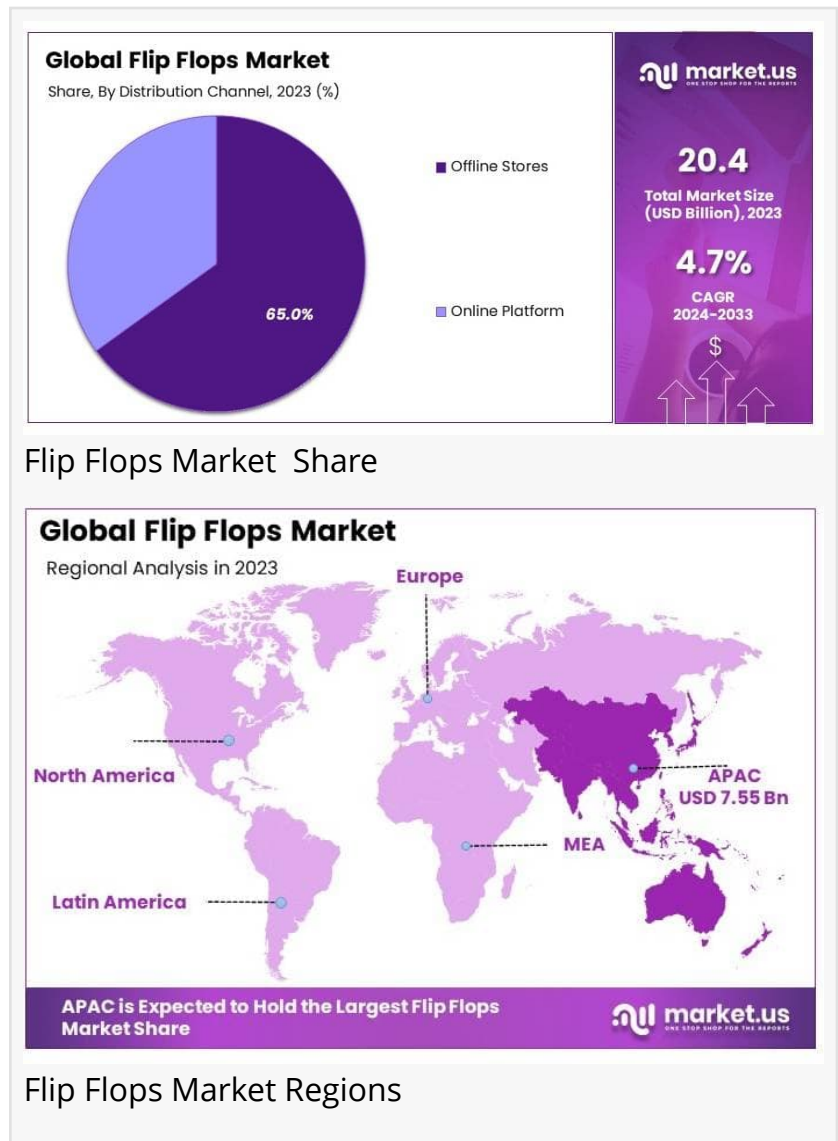 Global Flip Flops Market
Share, By Distribution Channel, 2023 (%)
65.0%
Offline Stores
Online Platform
market.us
ONE STOP SHOP FOR THE REPORTS
20.4
Total Market Size
(USD Billion), 2023
4.7%
CAGR
2024-2033
$
Flip Flops Market Share
Global Flip Flops Market
Regional Analysis in 2023
Europe
North America
APAC
USD 7.55 Bn
MEA
Latin America
APAC is Expected to Hold the Largest Flip Flops
Market Share
market.us
ONE STOP SHOP FOR THE REPORTS
Flip Flops Market Regions